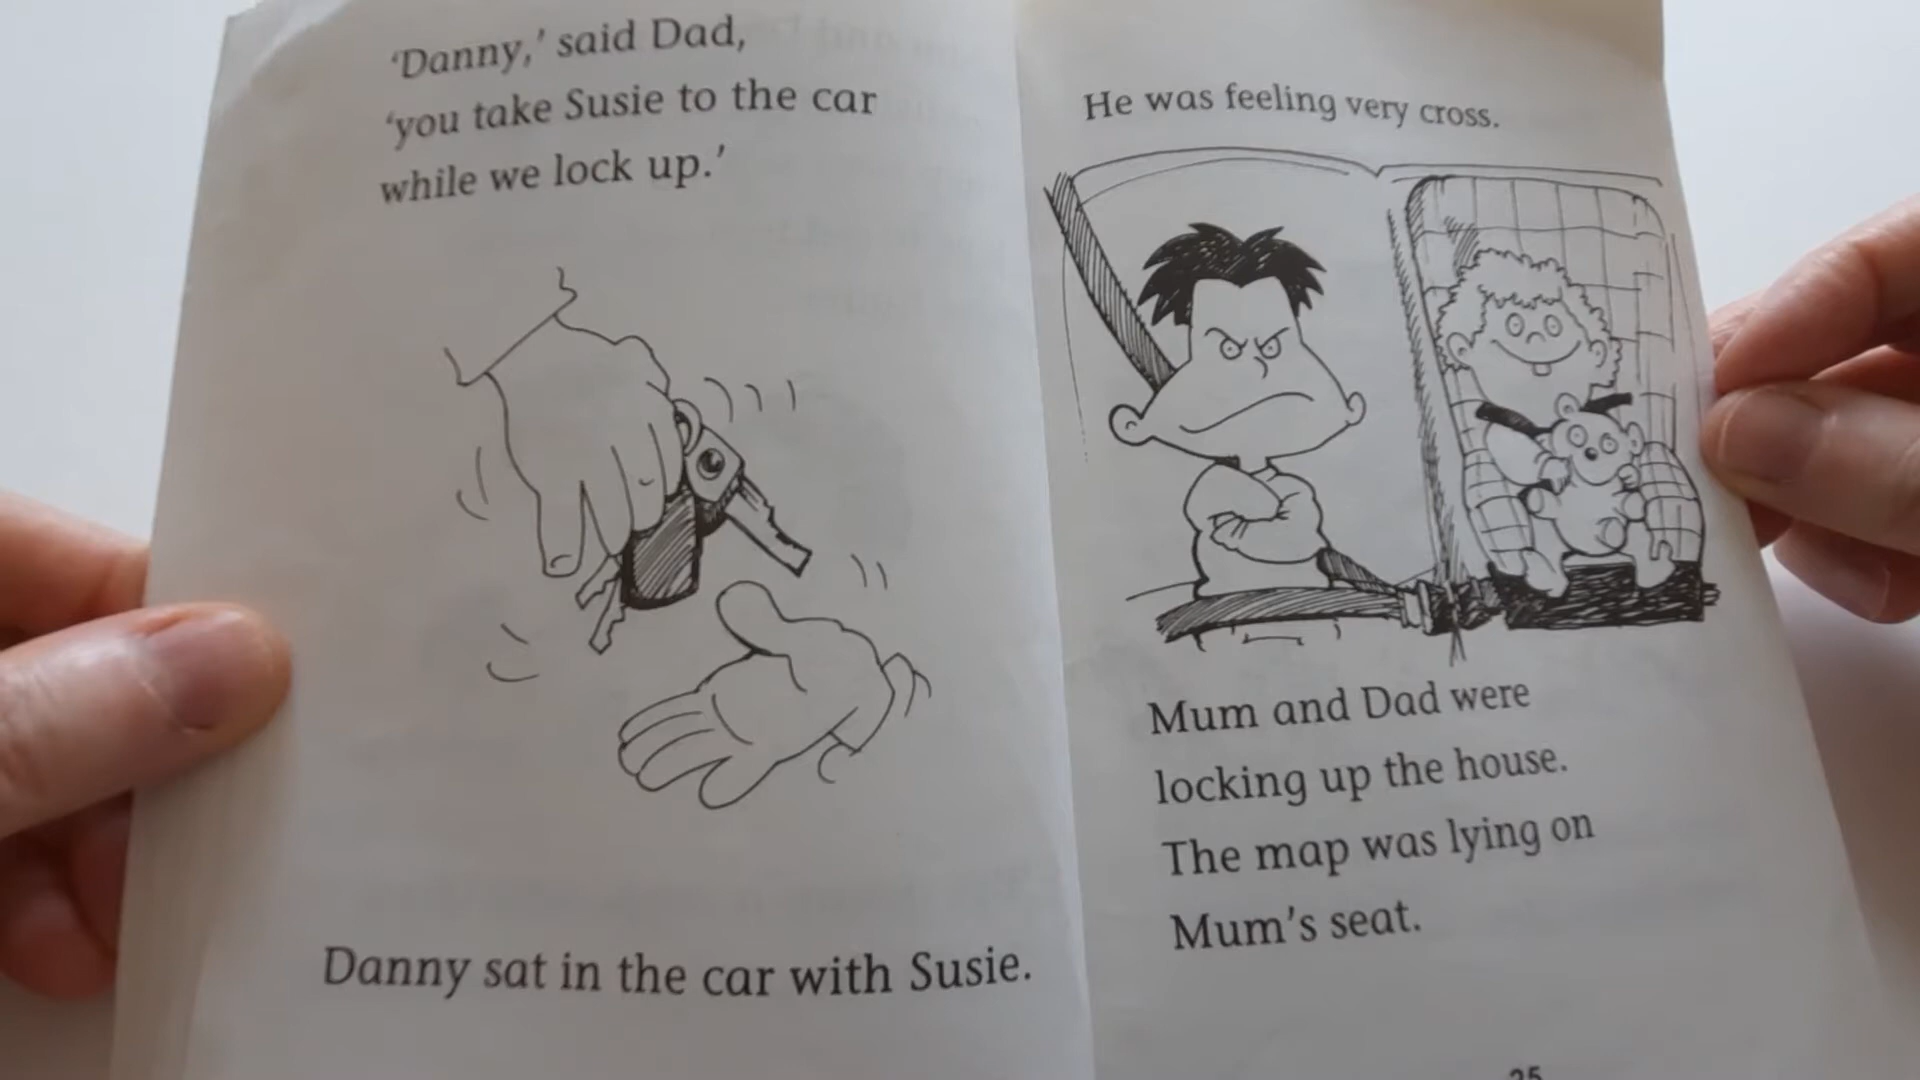 ‘Danny,’ said Dad,
‘you take Susie to the car
while we lock up.’
Danny sat in the car with Susie.
He was feeling very cross.
Mum and Dad were
locking up the house.
The map was lying on
Mum’s seat.
25